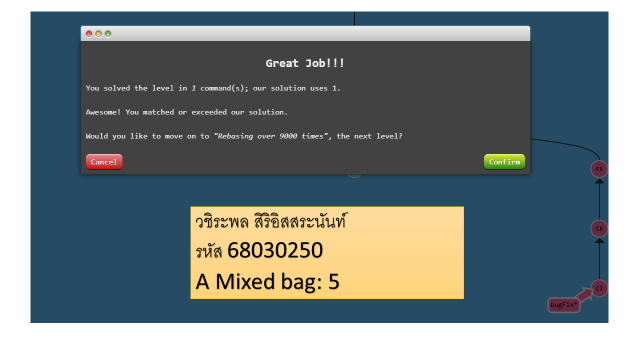 Great Job!!!
You solved the level in 1 command(s); our solution uses 1.
Awesome! You matched or exceeded our solution.
Would you like to move on to "Rebasing over 9000 times", the next level?
Cancel
Confirm
C5
วชิระพล สิริอิสสระนันท์
รหัส 68030250
C6
A Mixed bag: 5
C7
bugFix*